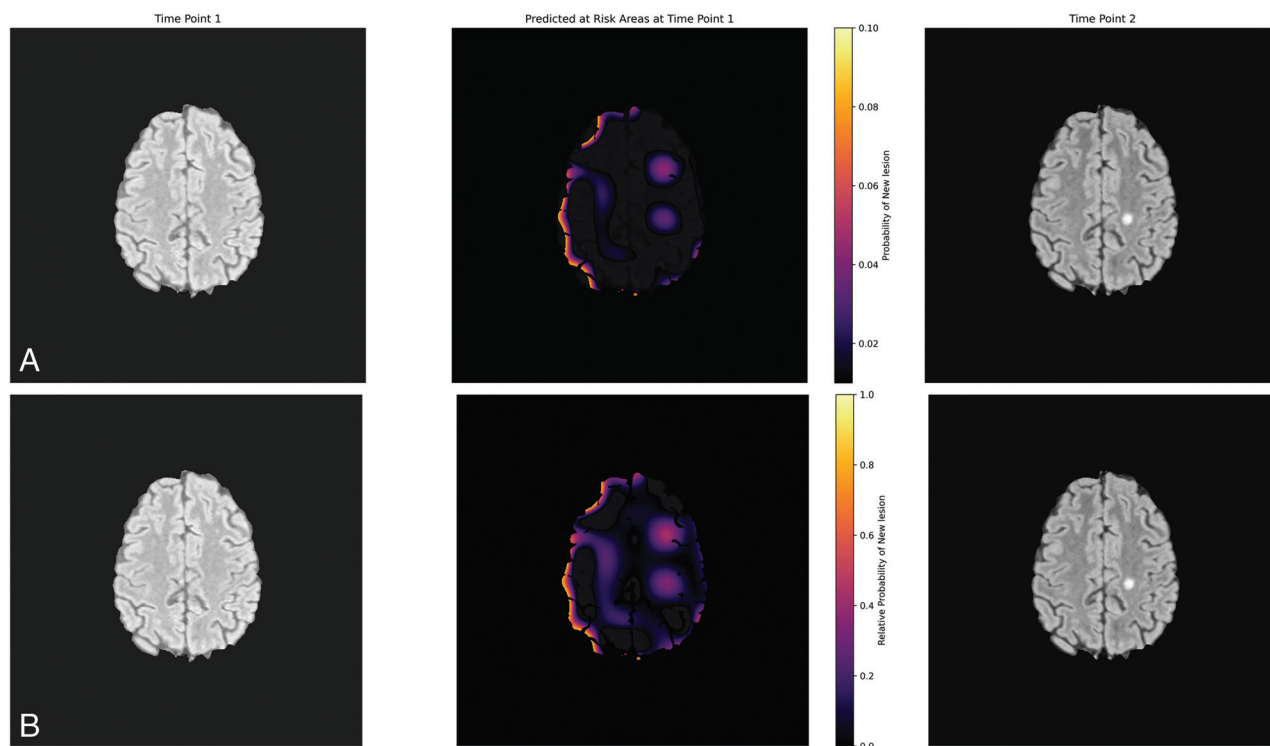 Time Point 1
Predicted at Risk Areas at Time Point 1
Time Point 2
0.10
0.08
0.06
0.04
0.02
Probability of New lesion
A
1.0
0.8
0.6
0.4
0.2
0.0
Relative Probability of New lesion
B